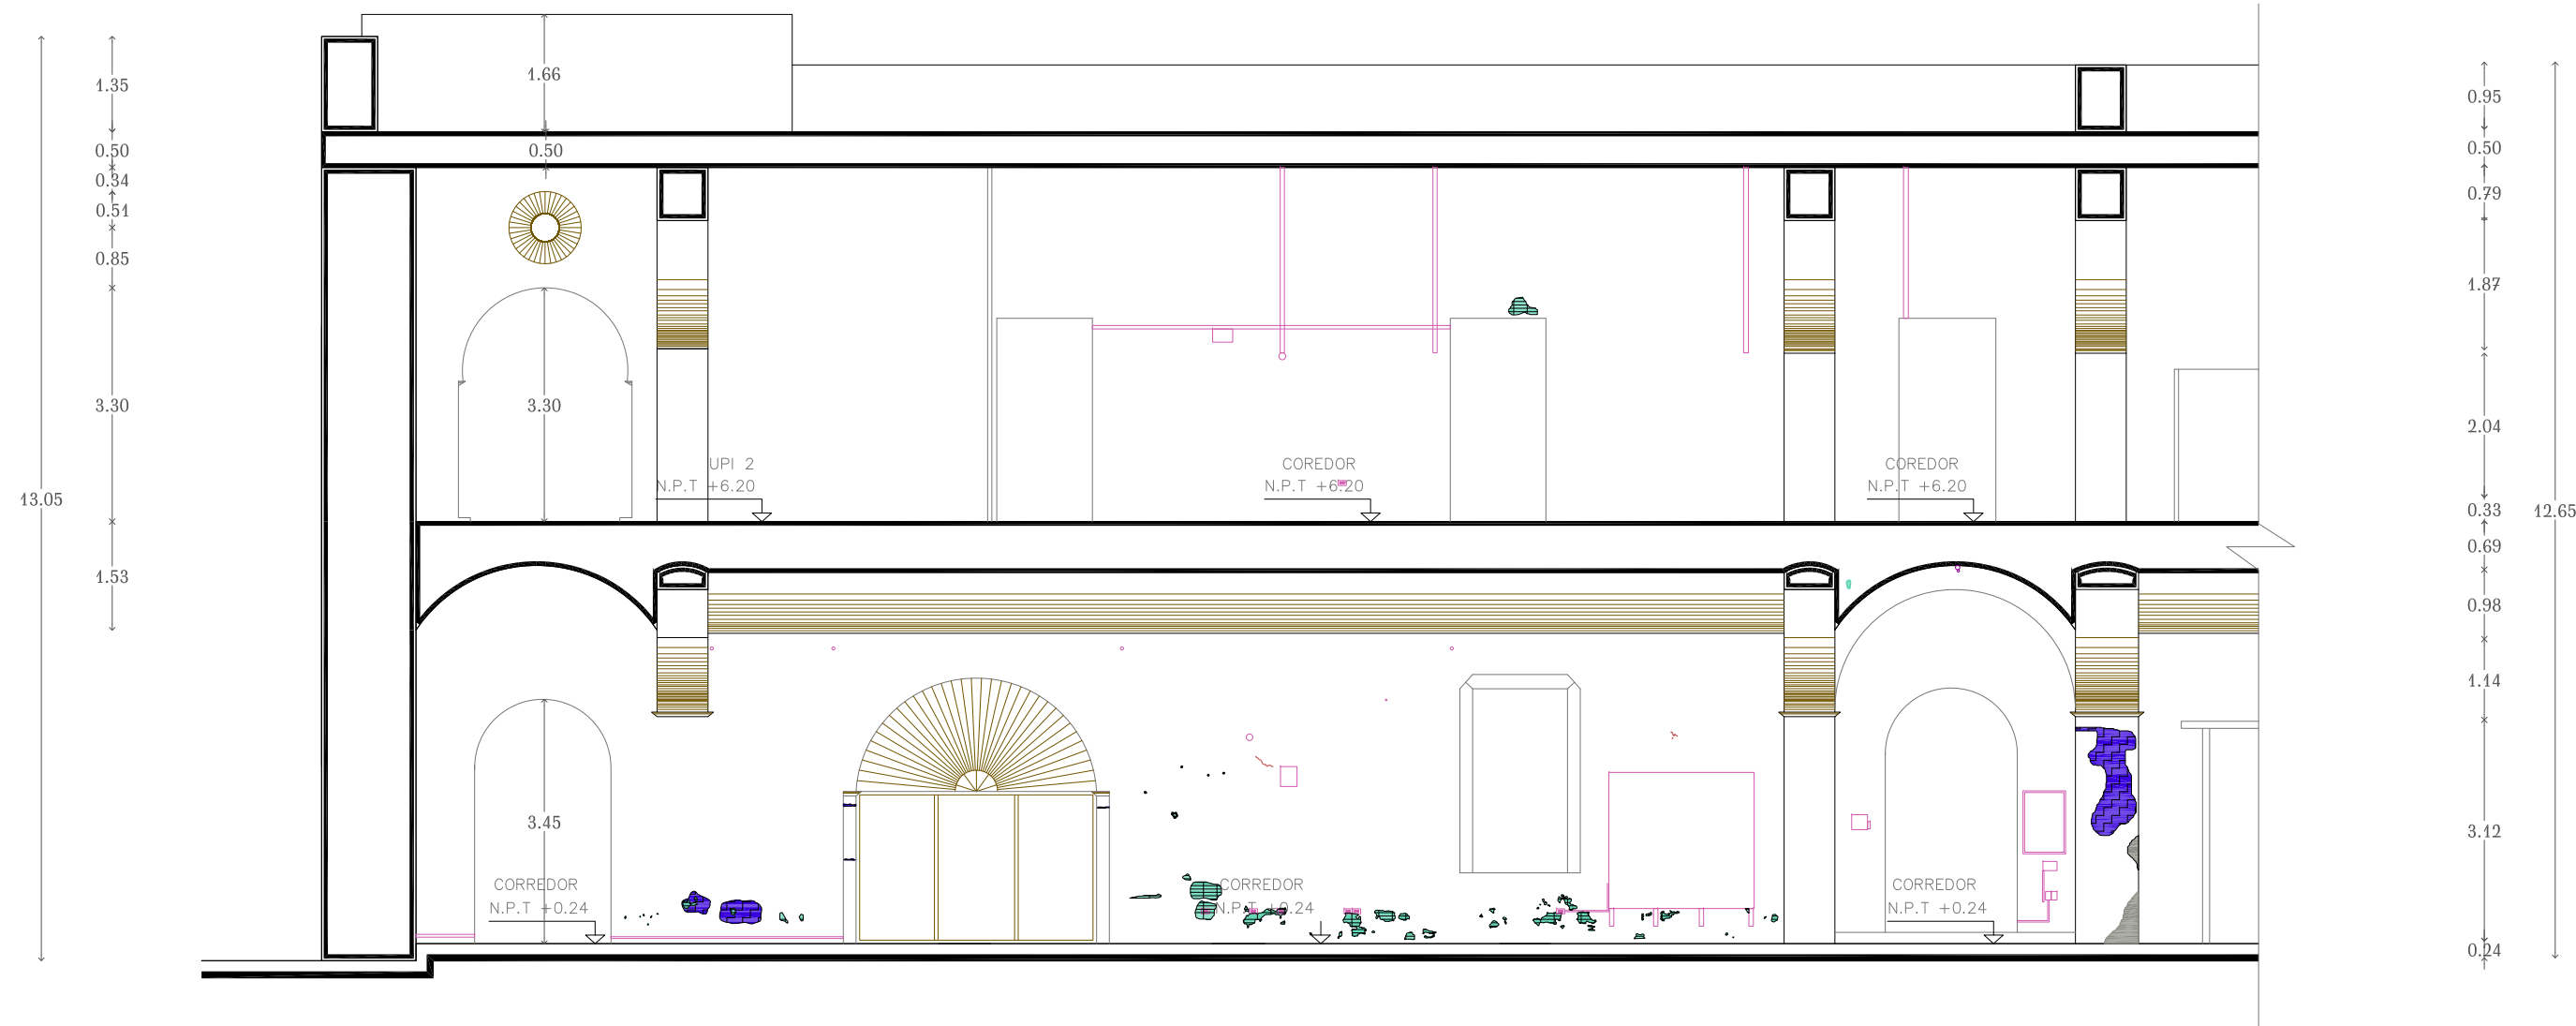 1.66
1.35
0.95
0.50
0.50
0.50
0.34
0.79
0.51
0.85
1.87
3.30
3.30
2.04
UPI 2
COREDOR
COREDOR
N.P.T +6.20
N.P.T +6.20
N.P.T +6.20
13.05
0.33
12.65
0.69
1.53
0.98
1.14
3.45
3.12
CORREDOR
CORREDOR
CORREDOR
N.P.T +0.24
N.P.T +0.24
N.P.T +0.24
0.24